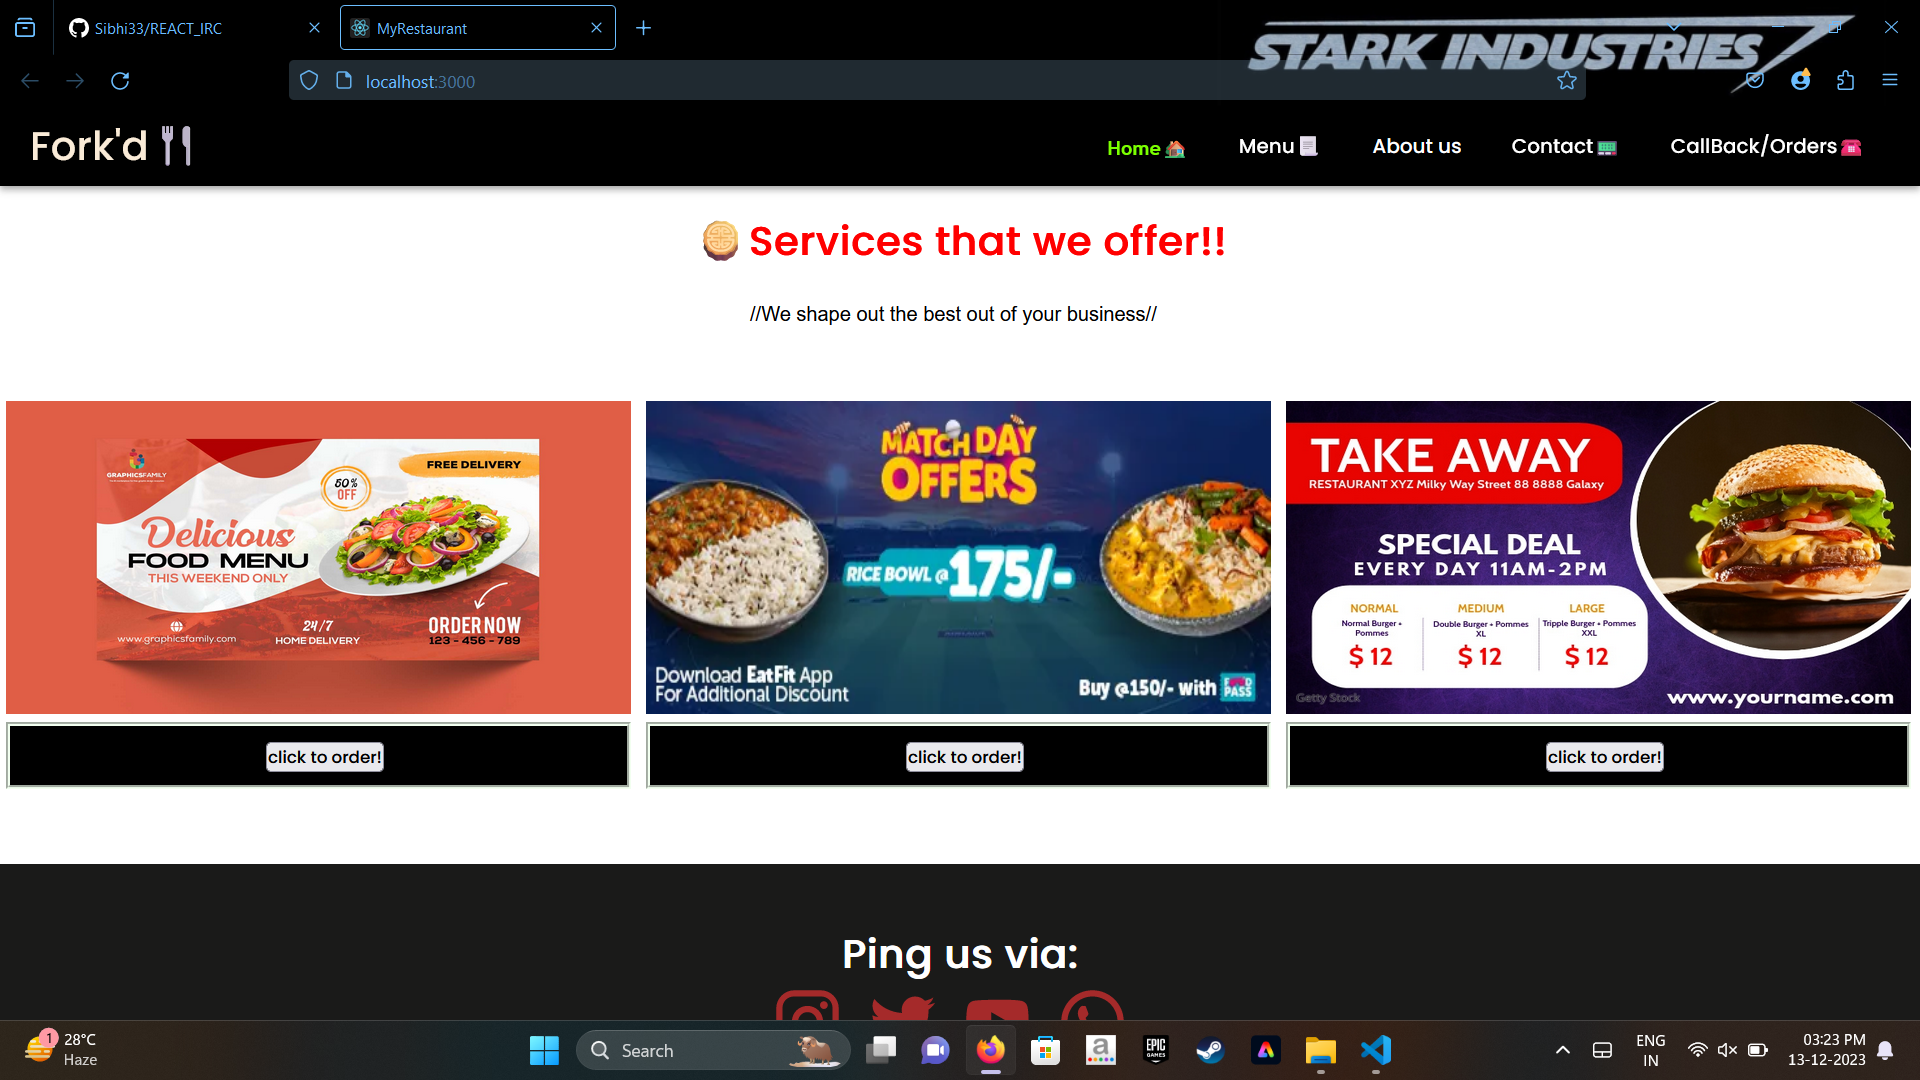 Sibhi33/REACT_IRC
MyRestaurant
STARK INDUSTRIES
localhost:3000
Fork'd
Home
Menu
About us
Contact
CallBack/Orders
Services that we offer!!
//We shape out the best out of your business//
GRAPHICSFAMILY
FREE DELIVERY
50%
OFF
Delicious
FOOD MENU
THIS WEEKEND ONLY
www.graphicsfamily.com
24/7
HOME DELIVERY
ORDER NOW
123 - 456 - 789
MATCH DAY
OFFERS
RICE BOWL @175/-
Download EatFit App
For Additional Discount
Buy @150/- with FOOD PASS
TAKE AWAY
RESTAURANT XYZ Milky Way Street 88 8888 Galaxy
SPECIAL DEAL
EVERY DAY 11AM-2PM
NORMAL
Normal Burger +
Pommes
$ 12
MEDIUM
Double Burger + Pommes
XL
$ 12
LARGE
Tripple Burger + Pommes
XXL
$ 12
Getty Stock
www.yourname.com
click to order!
click to order!
click to order!
Ping us via:
1
28°C
Haze
Search
a
EPIC
GAMES
ENG
IN
03:23 PM
13-12-2023